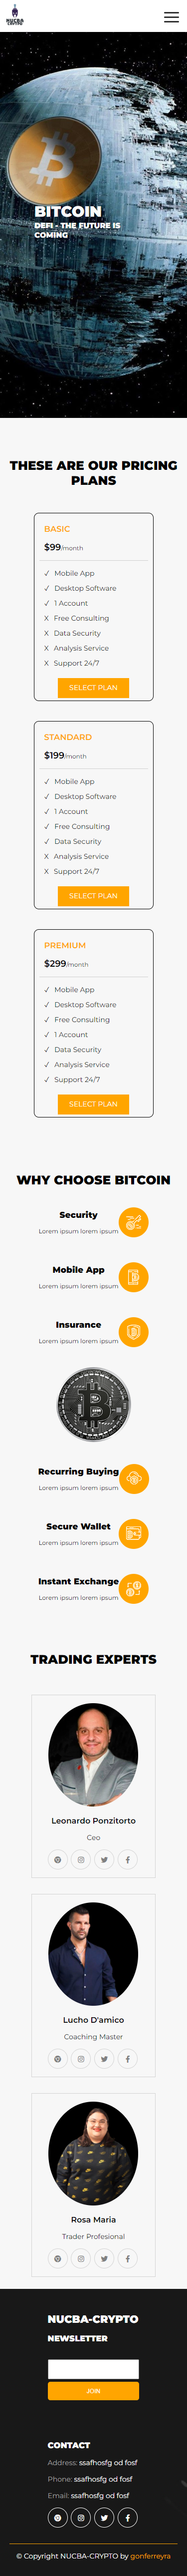 NUCBA
CRYPTO
BITCOIN
DEFI - THE FUTURE IS
COMING
THESE ARE OUR PRICING
PLANS
BASIC
$99/month
✓ Mobile App
✓ Desktop Software
✓ 1 Account
X Free Consulting
X Data Security
X Analysis Service
X Support 24/7
SELECT PLAN
STANDARD
$199/month
✓ Mobile App
✓ Desktop Software
✓ 1 Account
✓ Free Consulting
✓ Data Security
X Analysis Service
X Support 24/7
SELECT PLAN
PREMIUM
$299/month
✓ Mobile App
✓ Desktop Software
✓ Free Consulting
✓ 1 Account
✓ Data Security
✓ Analysis Service
✓ Support 24/7
SELECT PLAN
WHY CHOOSE BITCOIN
Security
Lorem ipsum lorem ipsum
Mobile App
Lorem ipsum lorem ipsum
Insurance
Lorem ipsum lorem ipsum
Recurring Buying
Lorem ipsum lorem ipsum
Secure Wallet
Lorem ipsum lorem ipsum
Instant Exchange
Lorem ipsum lorem ipsum
TRADING EXPERTS
Leonardo Ponzitorto
Ceo
Lucho D'amico
Coaching Master
Rosa Maria
Trader Profesional
NUCBA-CRYPTO
NEWSLETTER
JOIN
CONTACT
Address: ssafhosfg od fosf
Phone: ssafhosfg od fosf
Email: ssafhosfg od fosf
© Copyright NUCBA-CRYPTO by gonferreyra